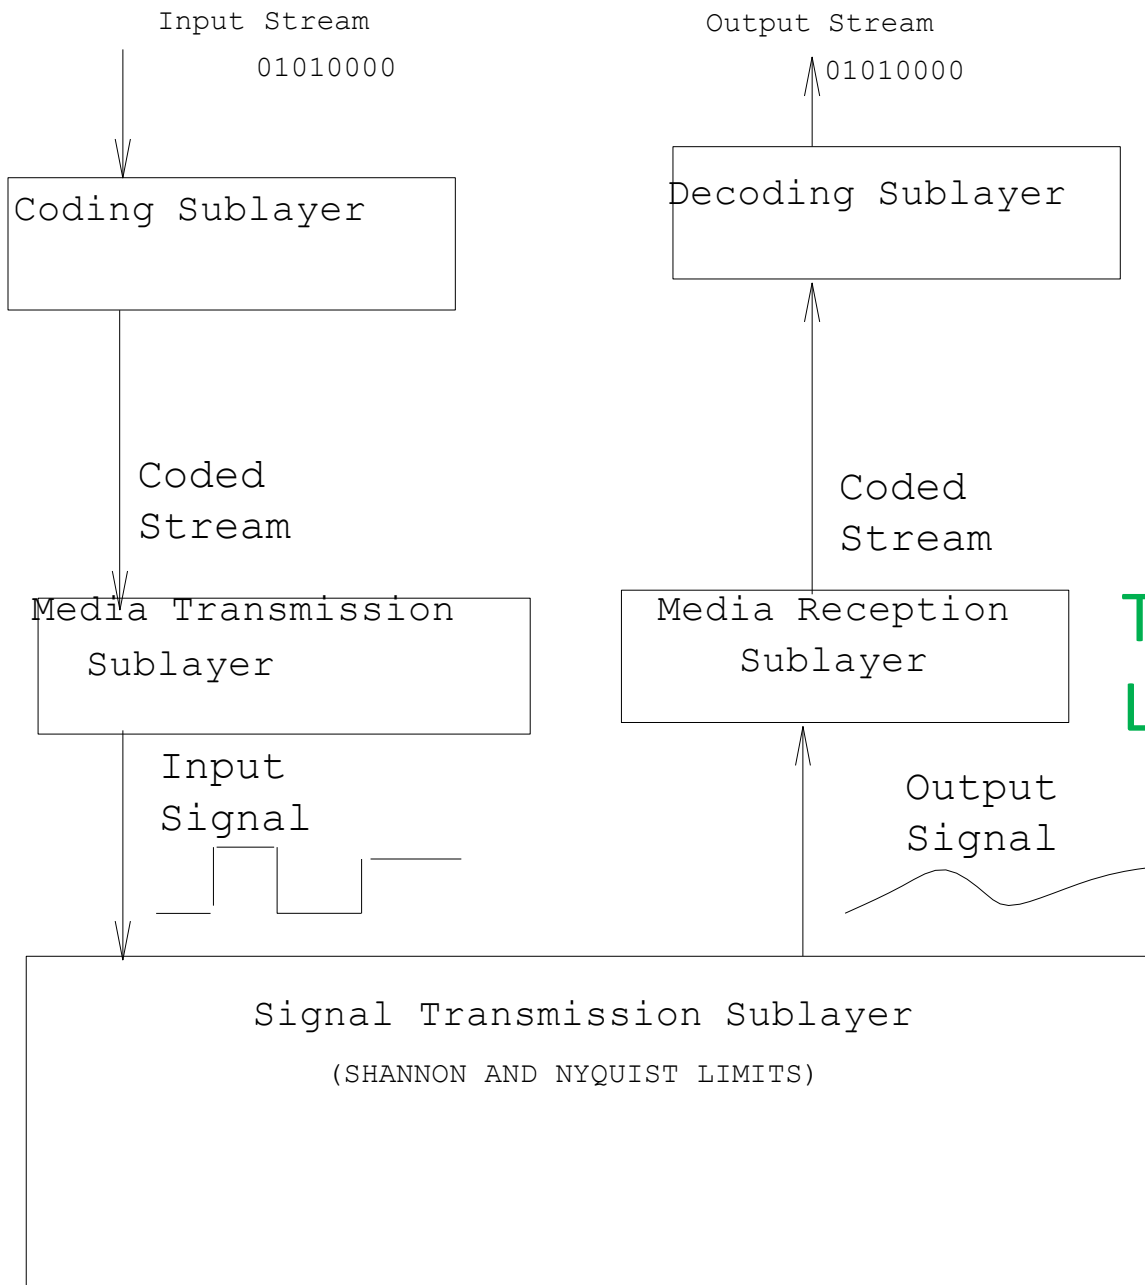 Input Stream
01010000
Output Stream
01010000
Coding Sublayer
Decoding Sublayer
Coded
Stream
Coded
Stream
Media Transmission
Sublayer
Media Reception
Sublayer
T
L
Input
Signal
Output
Signal
Signal Transmission Sublayer
(SHANNON AND NYQUIST LIMITS)